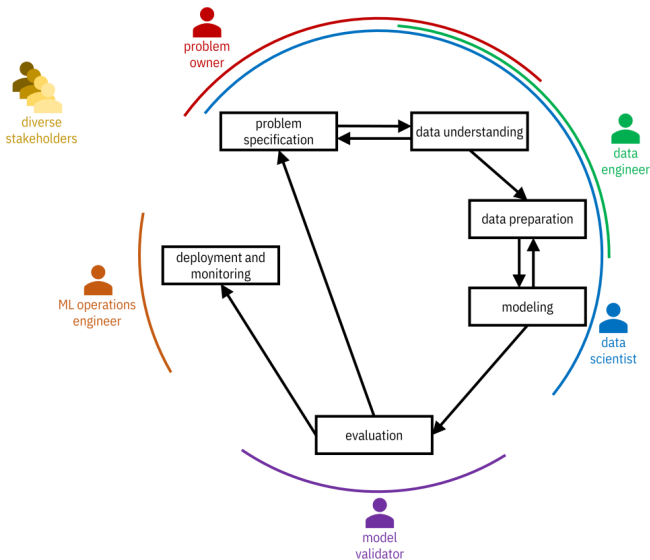 problem
owner
diverse
stakeholders
problem
specification
data understanding
data
engineer
data preparation
deployment and
monitoring
ML operations
engineer
modeling
data
scientist
evaluation
model
validator